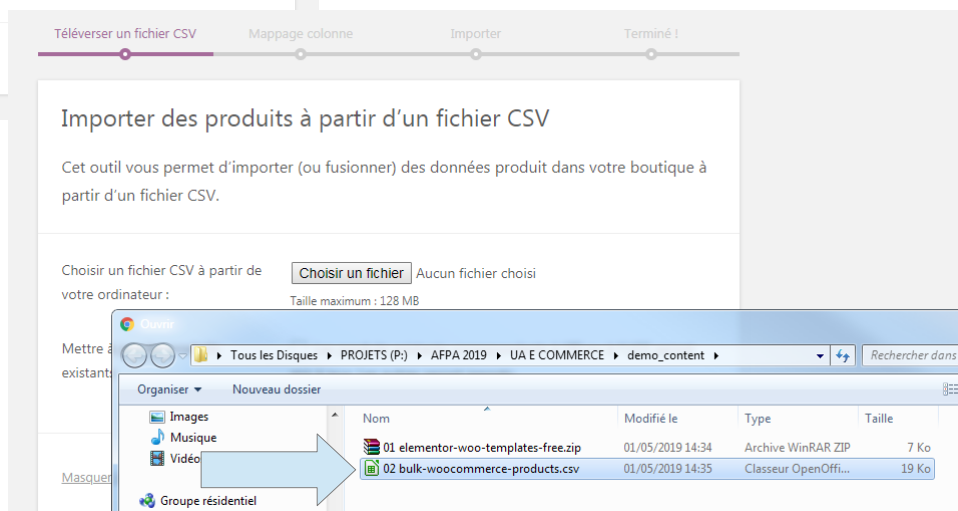 Téléverser un fichier CSV
Mappage colonne
Importer
Terminé !
Importer des produits à partir d'un fichier CSV
Cet outil vous permet d'importer (ou fusionner) des données produit dans votre boutique à
partir d'un fichier CSV.
Choisir un fichier CSV à partir de
votre ordinateur :
Choisir un fichier Aucun fichier choisi
Taille maximum : 128 MB
Mettre à
existants
Masquer
Ouvrir
Tous les Disques ▸ PROJETS (P:) ▸ AFPA 2019 ▸ UA E COMMERCE ▸ demo_content ▸
Rechercher dans
Organiser ▾ Nouveau dossier
Images
Musique
Vidéo
Groupe résidentiel
Nom Modifié le Type Taille
01 elementor-woo-templates-free.zip 01/05/2019 14:34 Archive WinRAR ZIP 7 Ko
02 bulk-woocommerce-products.csv 01/05/2019 14:35 Classeur OpenOffi... 19 Ko